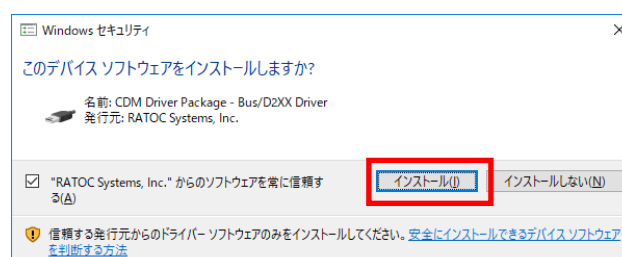 Windows セキュリティ
このデバイス ソフトウェアをインストールしますか?
名前: CDM Driver Package - Bus/D2XX Driver
発行元: RATOC Systems, Inc.
"RATOC Systems, Inc." からのソフトウェアを常に信頼す
る(A)
インストール(I)
インストールしない(N)
信頼する発行元からのドライバー ソフトウェアのみをインストールしてください。安全にインストールできるデバイス ソフトウェア
を判断する方法